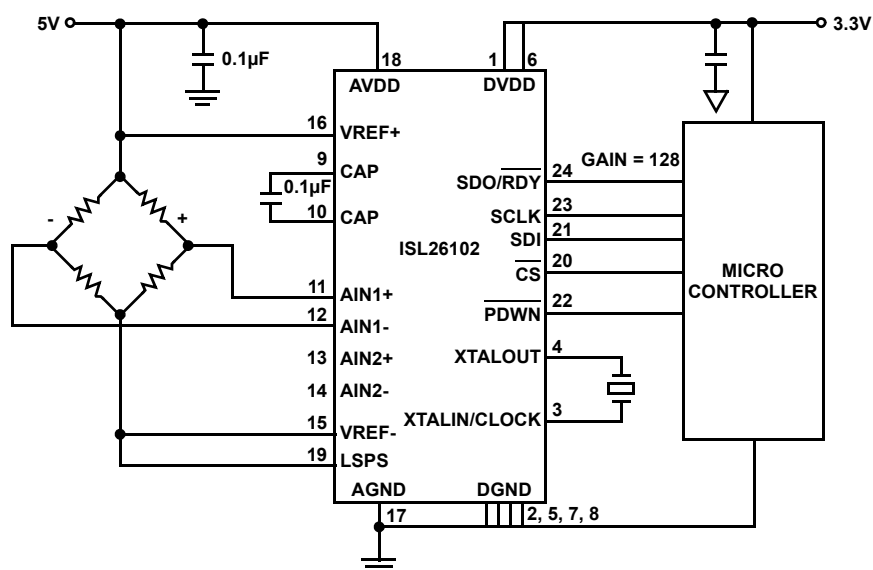 5V
3.3V
0.1µF
18
1
6
AVDD
DVDD
16
VREF+
9
CAP
0.1µF
10
CAP
GAIN = 128
SDO/RDY
24
SCLK
23
SDI
21
ISL26102
CS
20
MICRO
CONTROLLER
-
+
11
AIN1+
12
AIN1-
PDWN
22
13
AIN2+
XTALOUT
4
14
AIN2-
15
VREF-
XTALIN/CLOCK
3
19
LSPS
AGND
DGND
17
2, 5, 7, 8